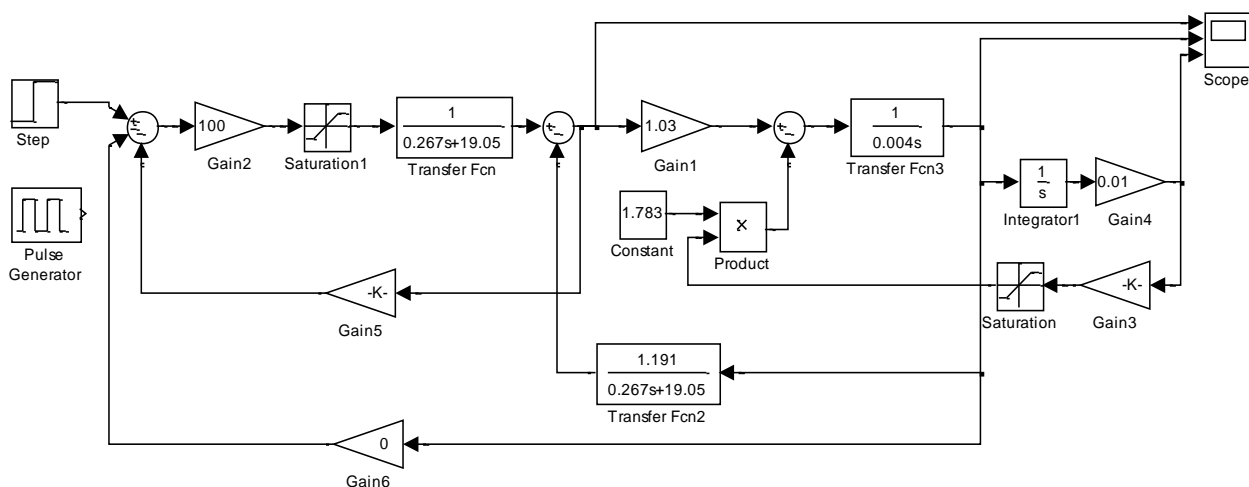 Step
100
Gain2
Saturation1
1
0.267s+19.05
Transfer Fcn
1.03
Gain1
1
0.004s
Transfer Fcn3
Scope
1
s
Integrator1
0.01
Gain4
1.783
Constant
Product
Pulse
Generator
-K-
Gain5
Saturation
-K-
Gain3
1.191
0.267s+19.05
Transfer Fcn2
0
Gain6